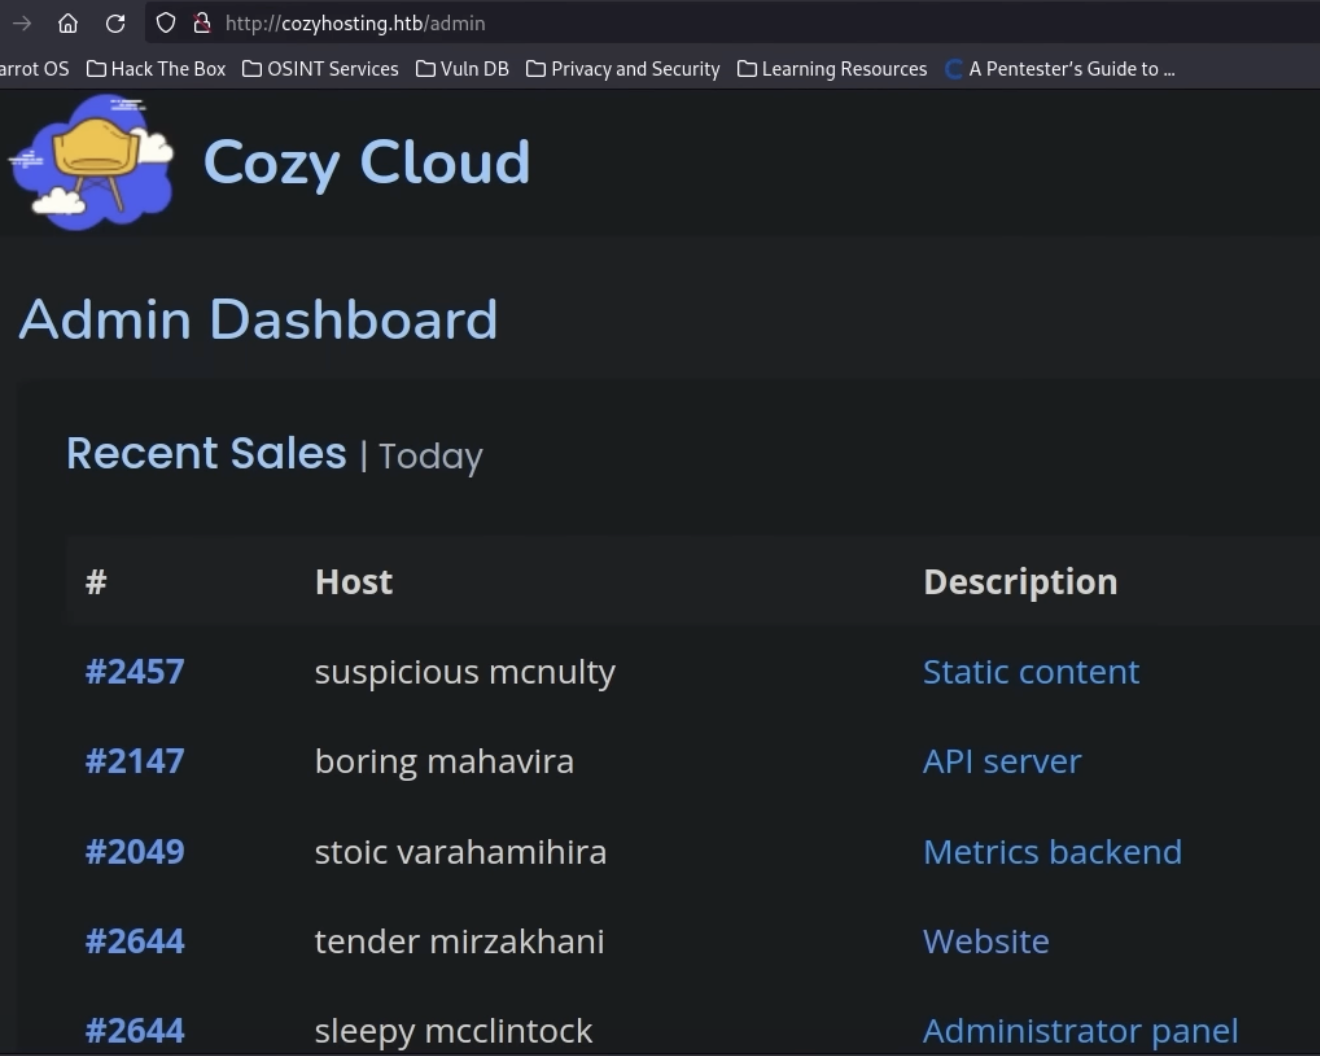 http://cozyhosting.htb/admin
arrot OS Hack The Box OSINT Services Vuln DB Privacy and Security Learning Resources A Pentester's Guide to ...
Cozy Cloud
Admin Dashboard
Recent Sales | Today
# Host Description
#2457 suspicious mcnulty Static content
#2147 boring mahavira API server
#2049 stoic varahamihira Metrics backend
#2644 tender mirzakhani Website
#2644 sleepy mcclintock Administrator panel